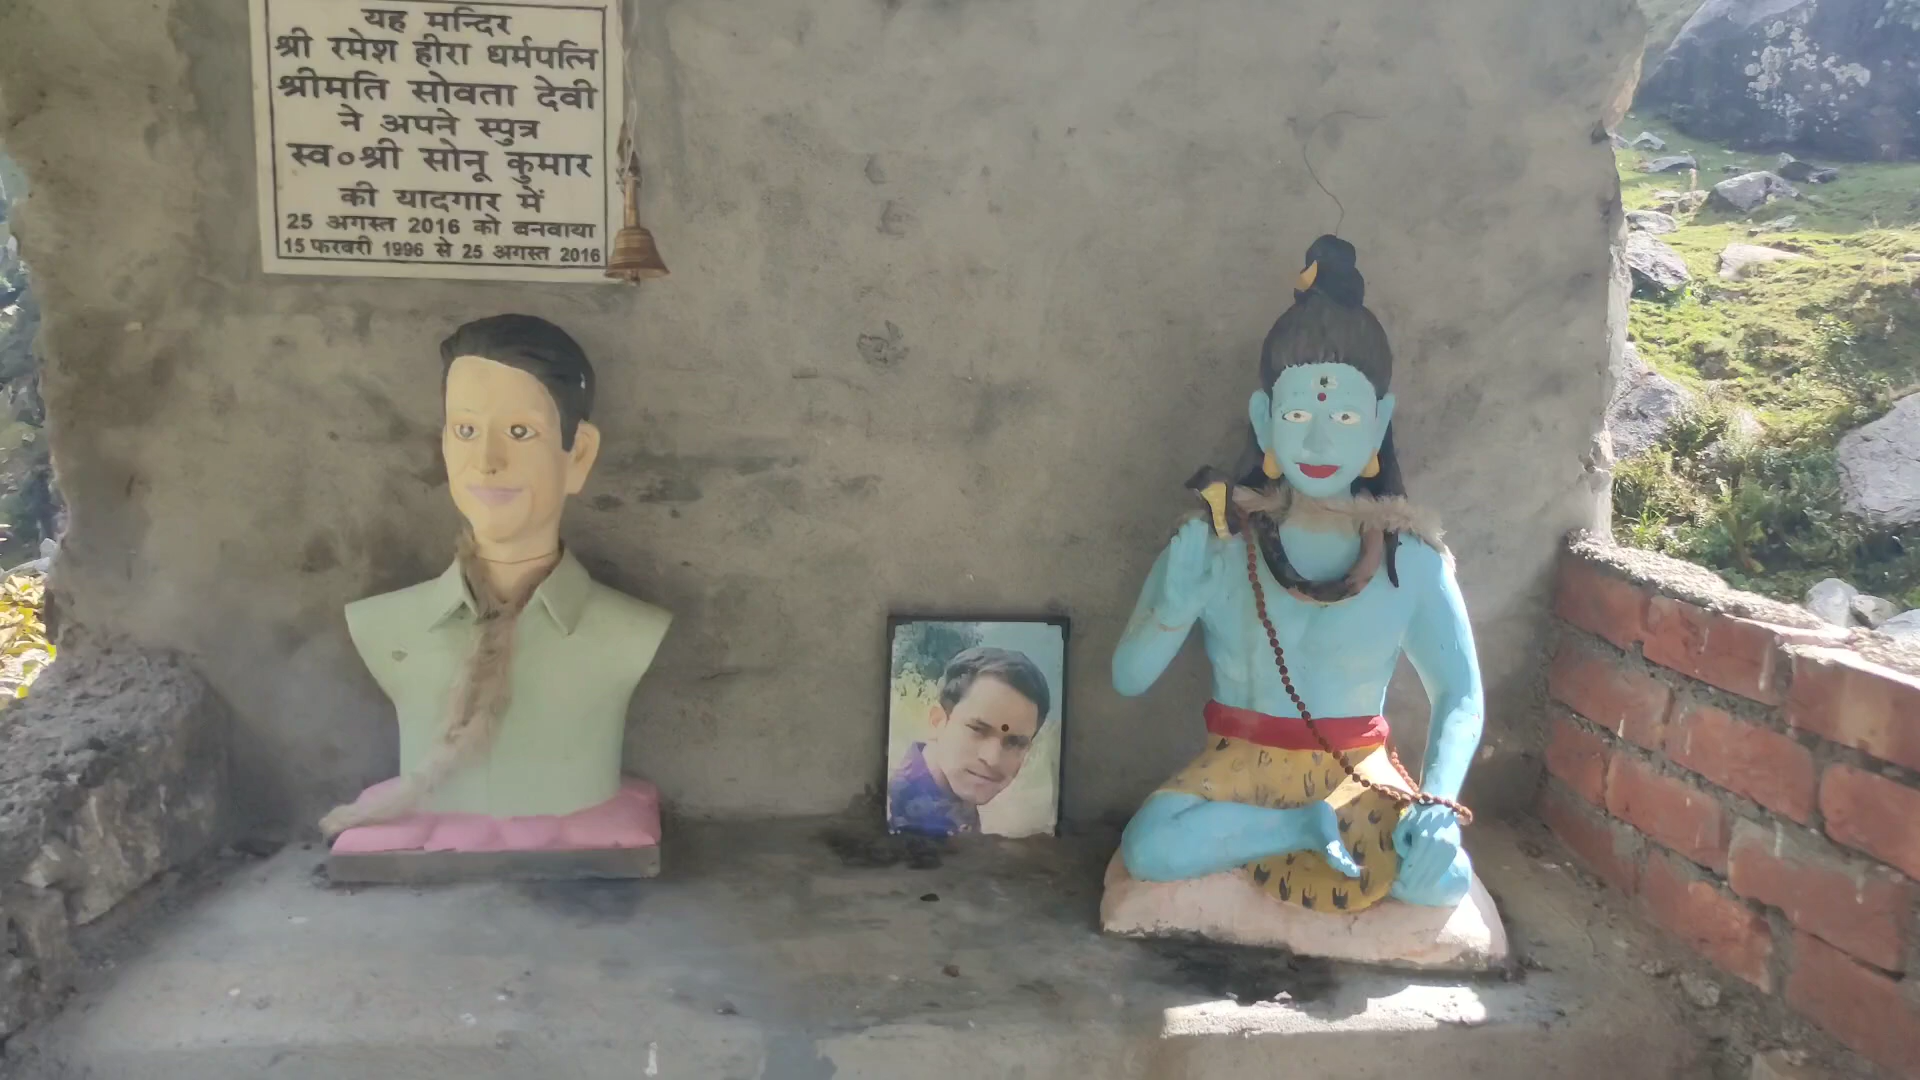 यह मन्दिर
श्री रमेश हीरा धर्मपत्नि
श्रीमति सोवता देवी
ने अपने स्पुत्र
स्व०श्री सोनू कुमार
की यादगार में
25 अगस्त 2016 को बनवाया
15 फरवरी 1996 से 25 अगस्त 2016